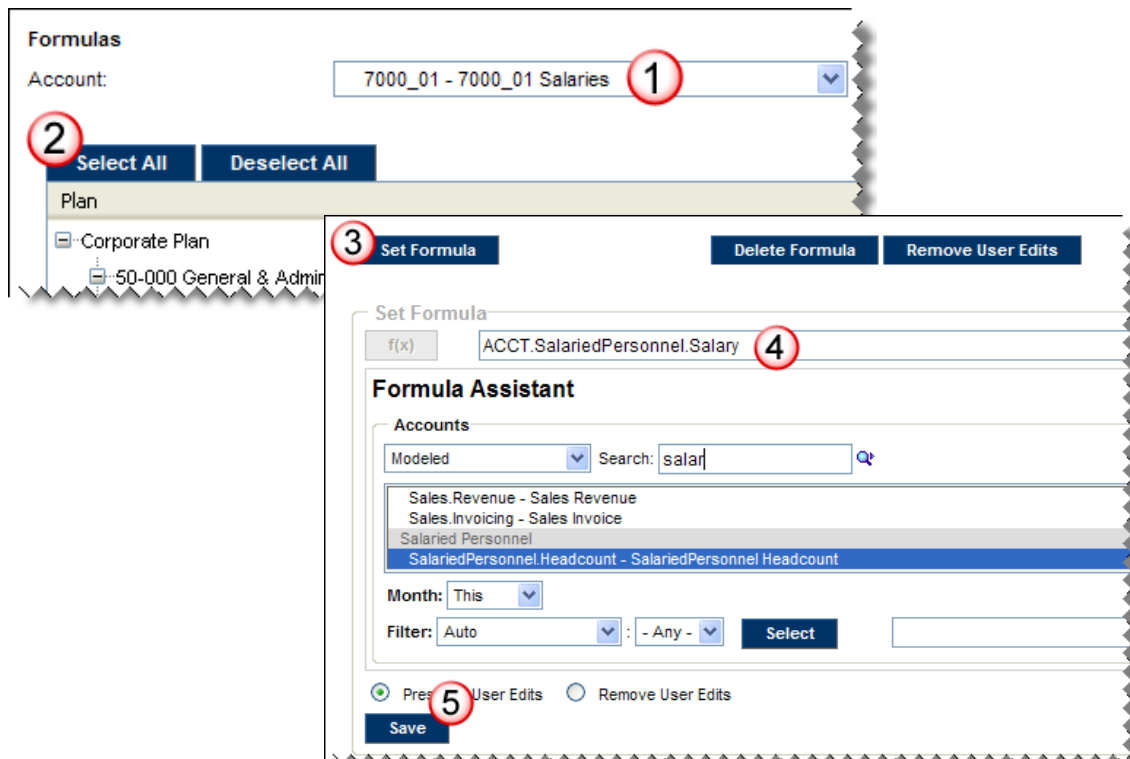 Formulas
Account: 7000_01 - 7000_01 Salaries 1
2
Select All Deselect All
Plan
Corporate Plan
50-000 General & Admin
3 Set Formula Delete Formula Remove User Edits
Set Formula
f(x) ACCT.SalariedPersonnel.Salary 4
Formula Assistant
Accounts
Modeled Search: salar
Sales.Revenue - Sales Revenue
Sales.Invoicing - Sales Invoice
Salaried Personnel
SalariedPersonnel.Headcount - SalariedPersonnel Headcount
Month: This
Filter: Auto : - Any - Select
Pres 5 User Edits Remove User Edits
Save